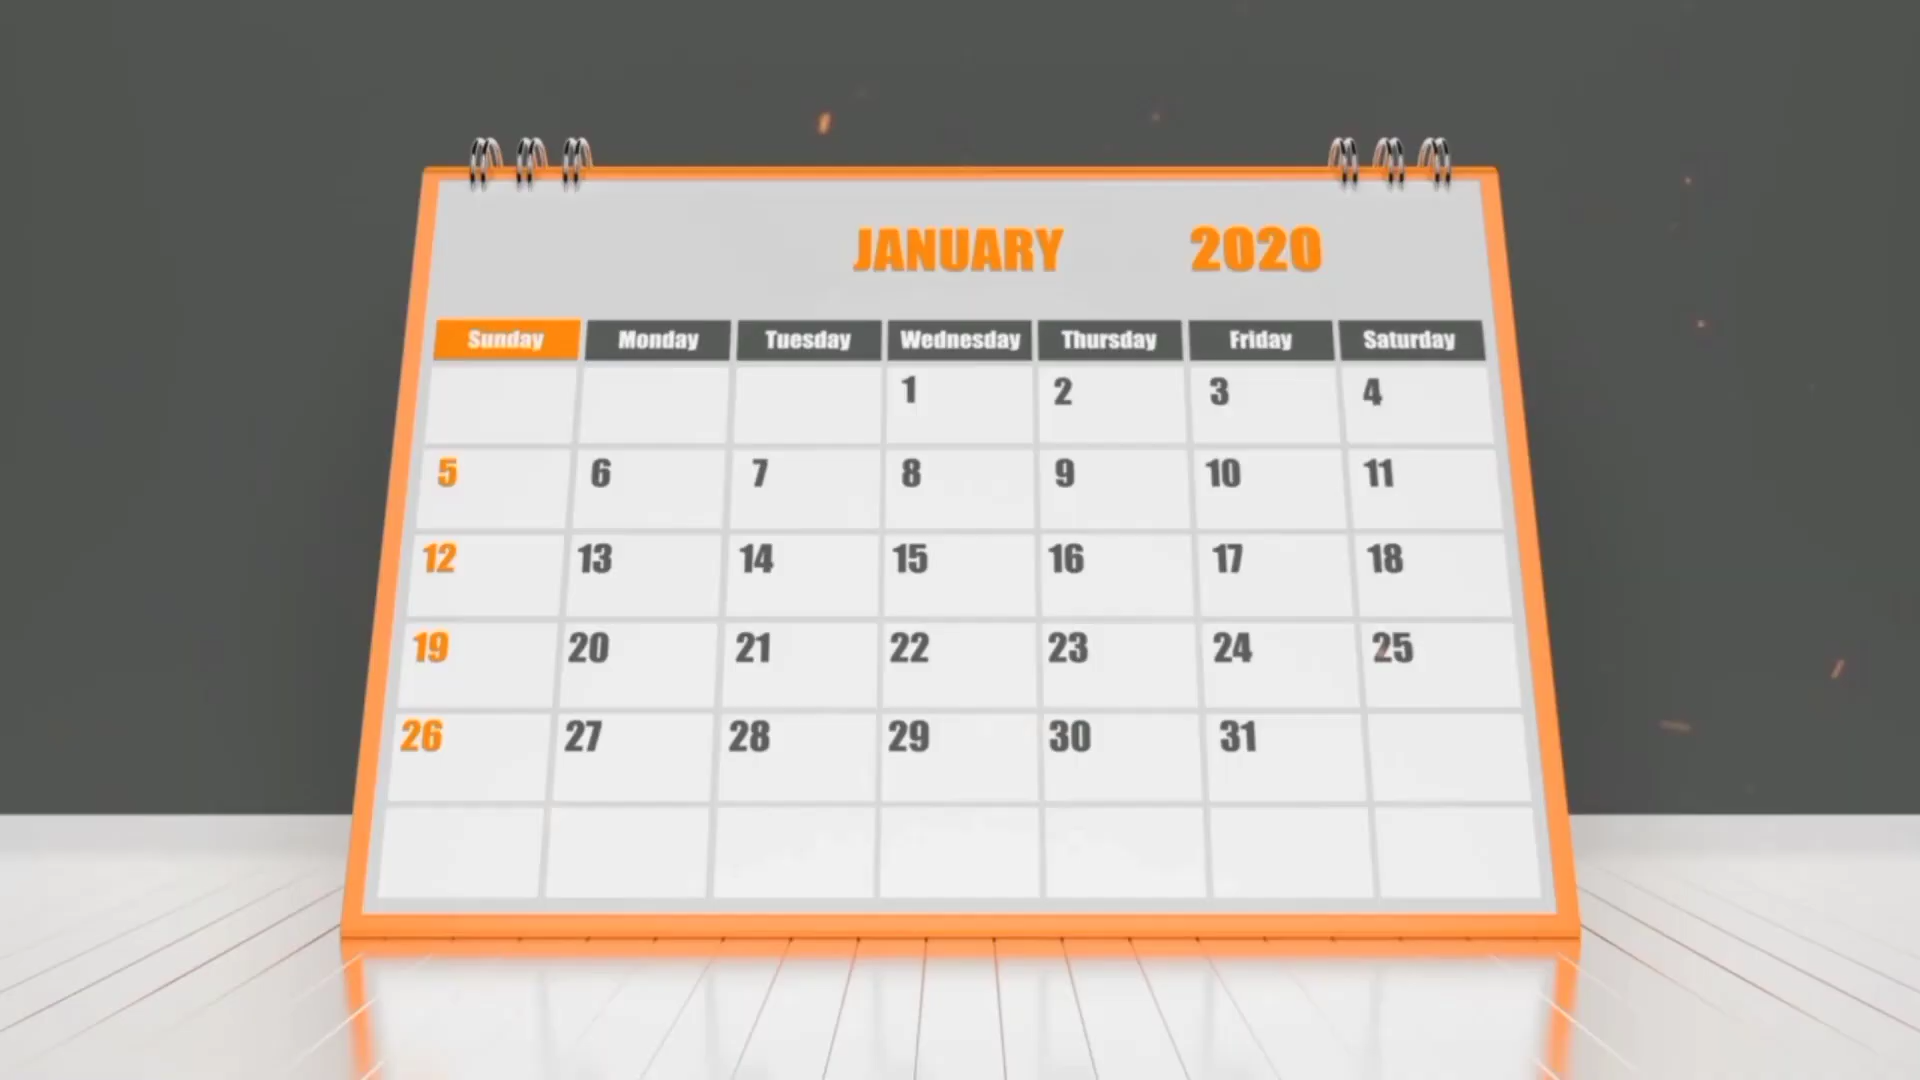 JANUARY 2020
Sunday Monday Tuesday Wednesday Thursday Friday Saturday
1 2 3 4
5 6 7 8 9 10 11
12 13 14 15 16 17 18
19 20 21 22 23 24 25
26 27 28 29 30 31